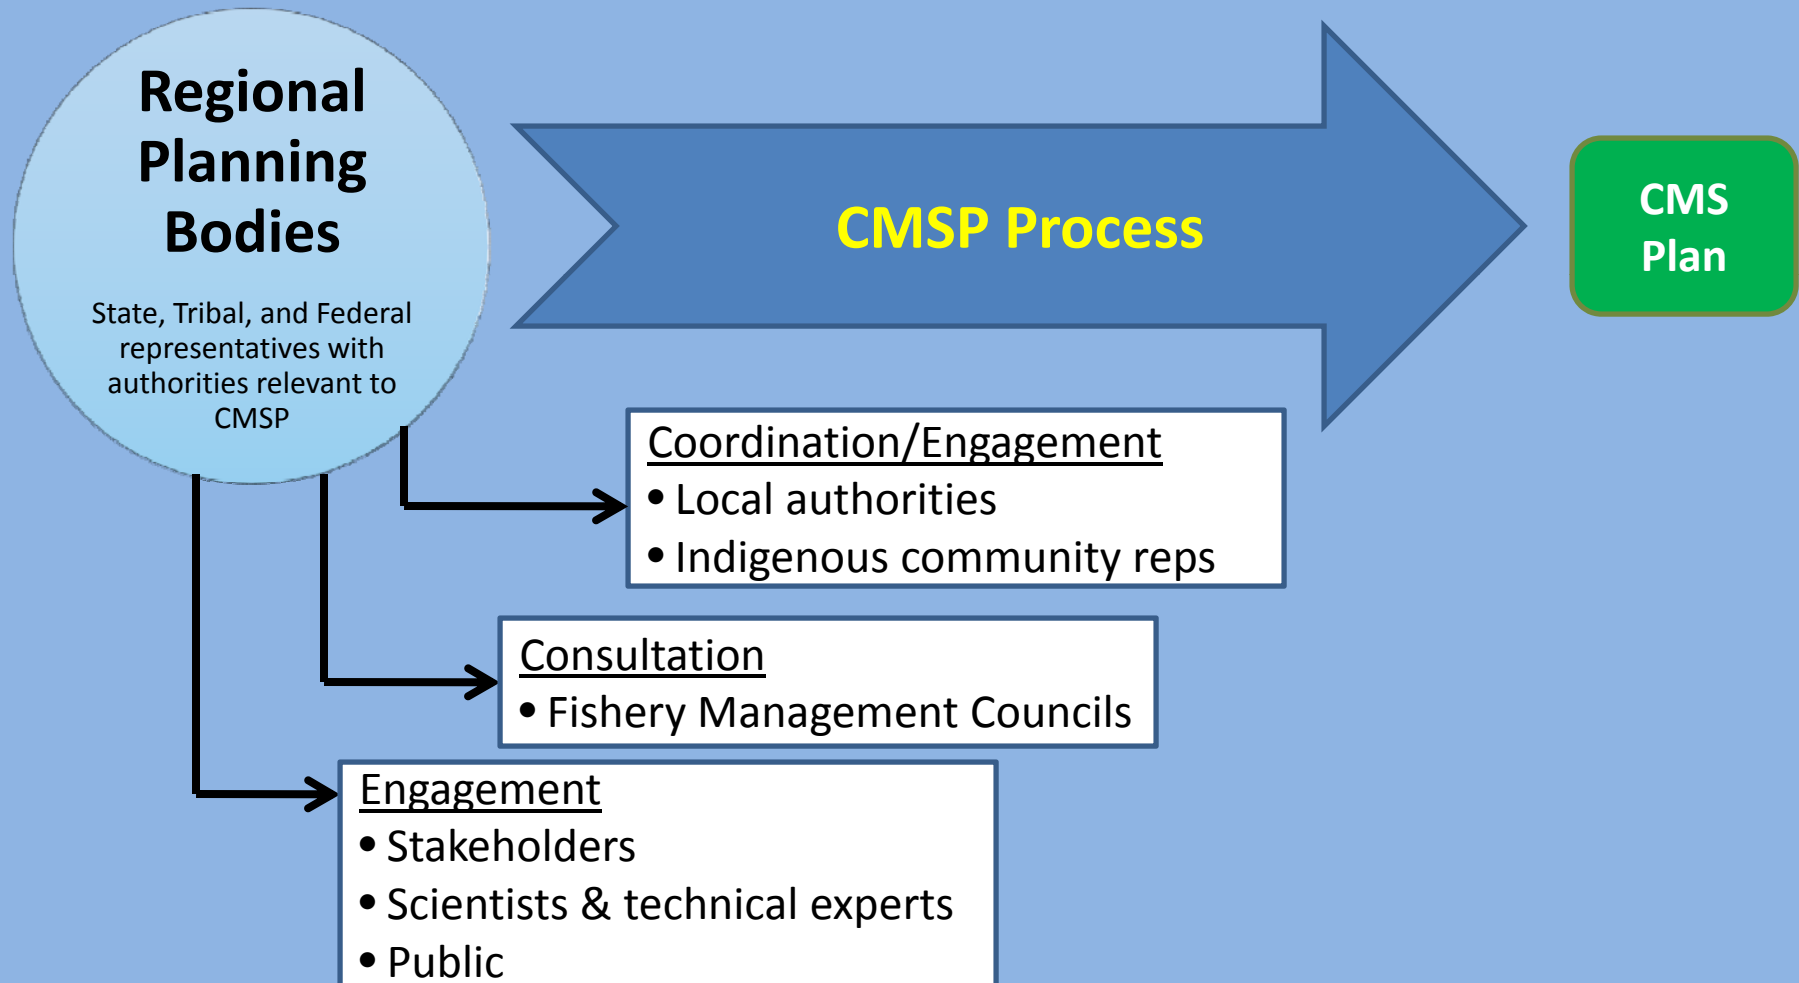 Regional
Planning
Bodies
State, Tribal, and Federal
representatives with
authorities relevant to
CMSP
CMSP Process
CMS
Plan
Coordination/Engagement
• Local authorities
• Indigenous community reps
Consultation
• Fishery Management Councils
Engagement
• Stakeholders
• Scientists & technical experts
• Public